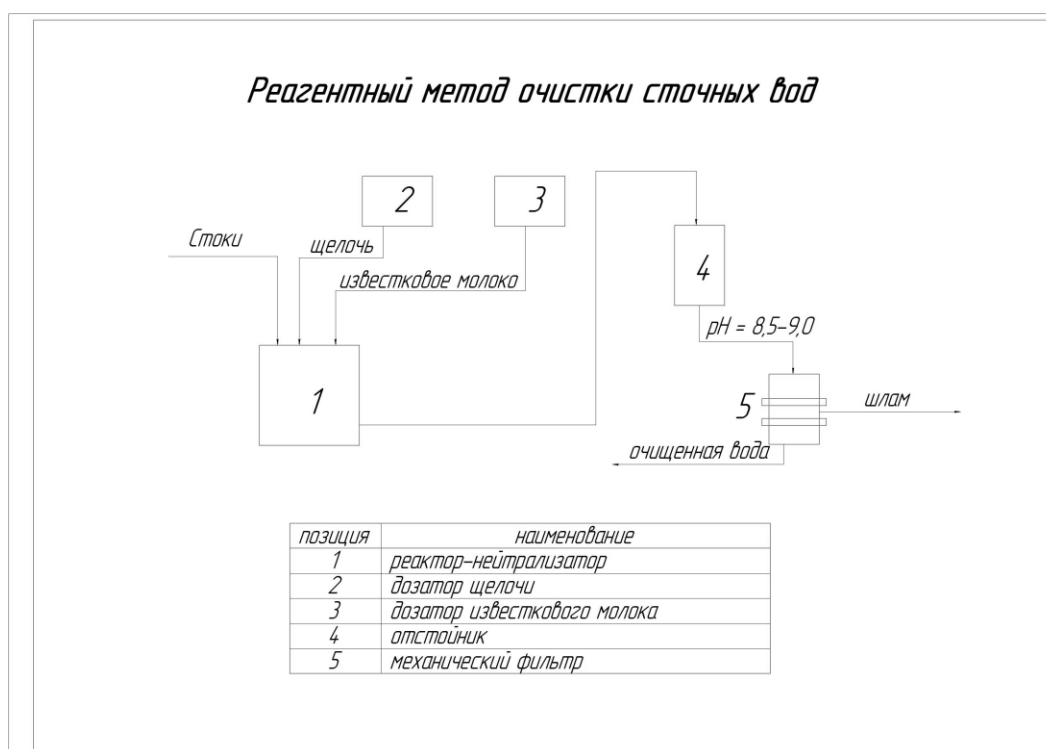 Реагентный метод очистки сточных вод
2
3
Стоки
щелочь
известковое молоко
4
pH = 8,5-9,0
1
5
шлам
очищенная вода
позиция наименование
1 реактор-нейтрализатор
2 дозатор щелочи
3 дозатор известкового молока
4 отстойник
5 механический фильтр